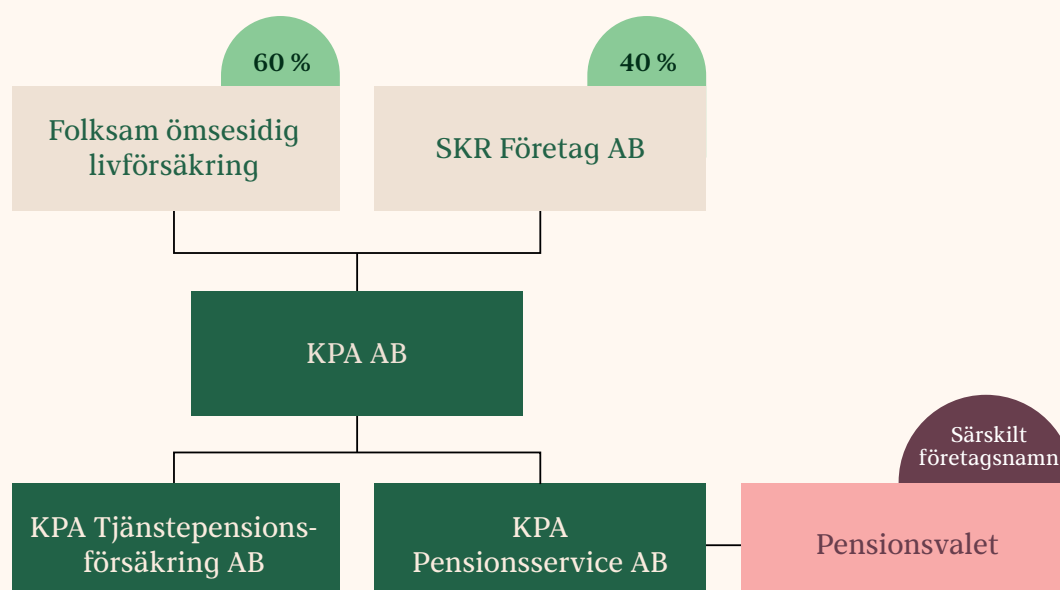 60 %
40 %
Folksam ömsesidig
livförsäkring
SKR Företag AB
KPA AB
Särskilt
företagsnamn
KPA Tjänstepensions-
försäkring AB
KPA
Pensionsservice AB
Pensionsvalet